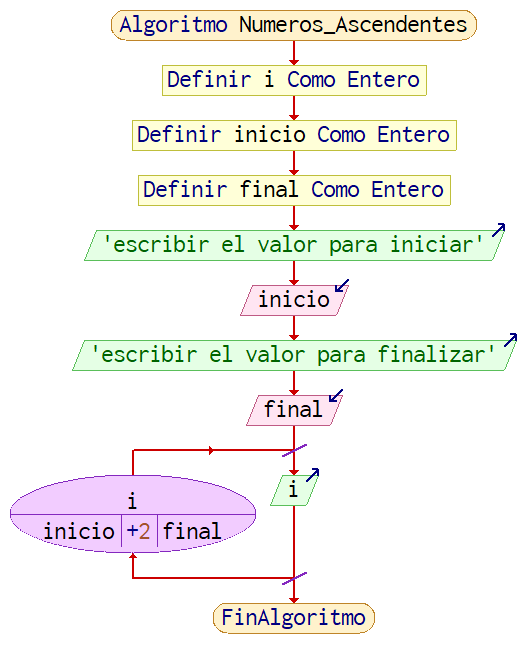 Algoritmo Numeros_Ascendentes
Definir i Como Entero
Definir inicio Como Entero
Definir final Como Entero
'escribir el valor para iniciar'
inicio
'escribir el valor para finalizar'
final
i
i
inicio +2 final
FinAlgoritmo